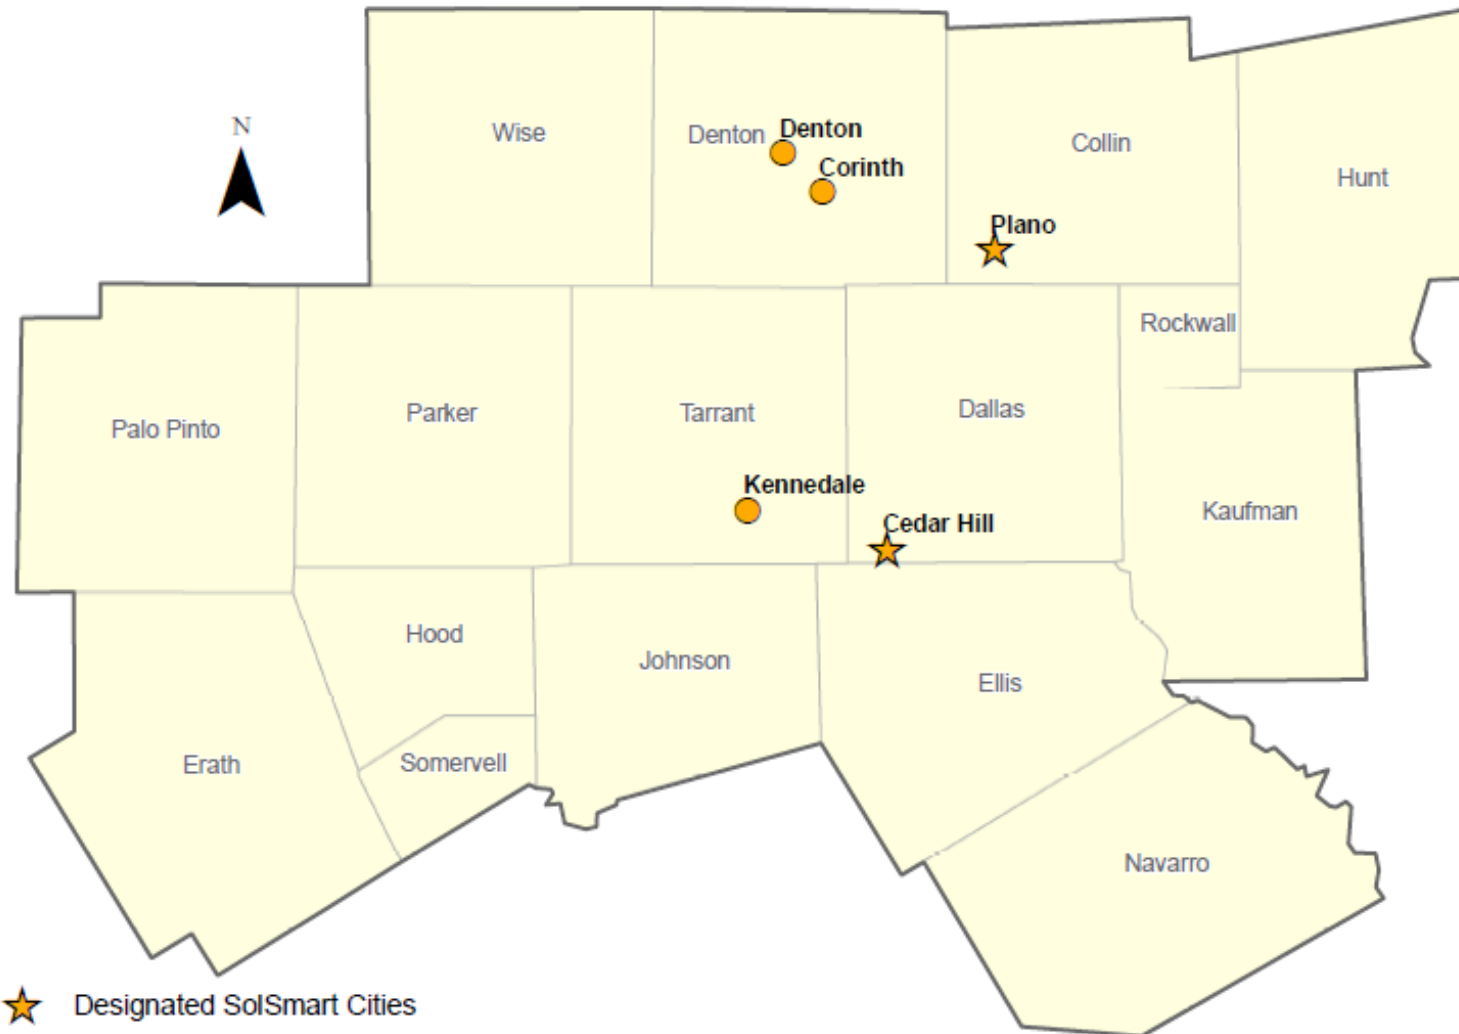 N
Wise
Denton
Denton
Corinth
Collin
Hunt
Plano
Rockwall
Palo Pinto
Parker
Tarrant
Dallas
Kennedale
Cedar Hill
Kaufman
Hood
Johnson
Ellis
Erath
Somervell
Navarro
Designated SolSmart Cities